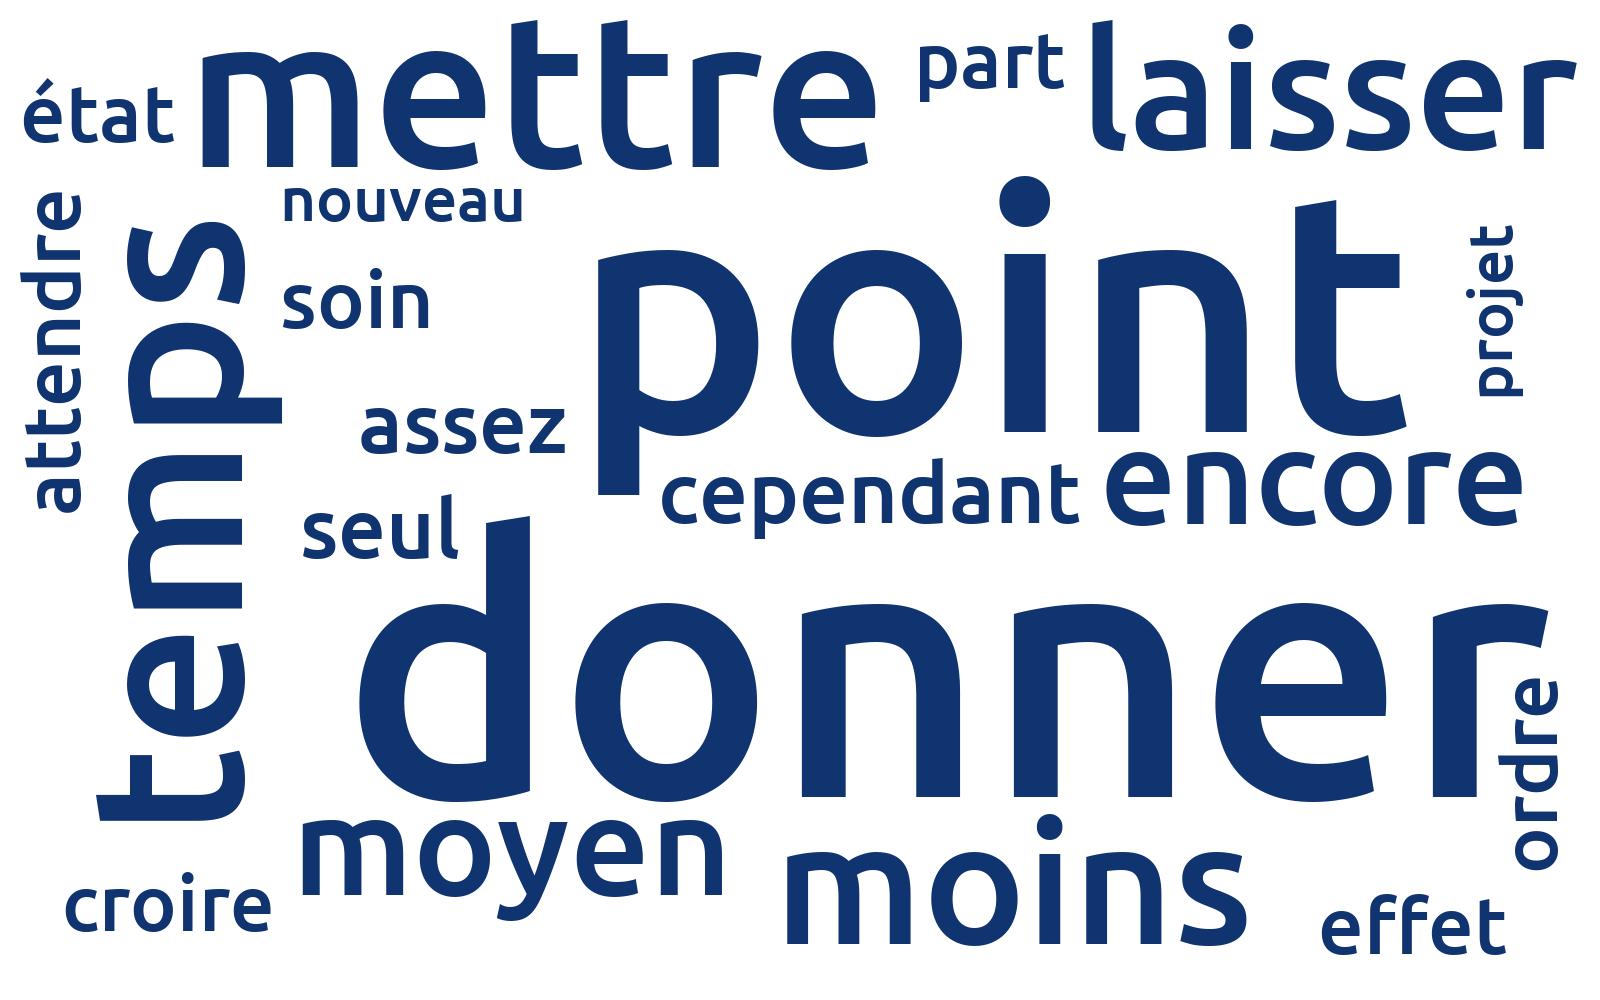 mettre
part
laisser
état
nouveau
attendre
temps
point
projet
soin
assez
cependant
encore
seul
donner
ordre
moyen
moins
croire
effet